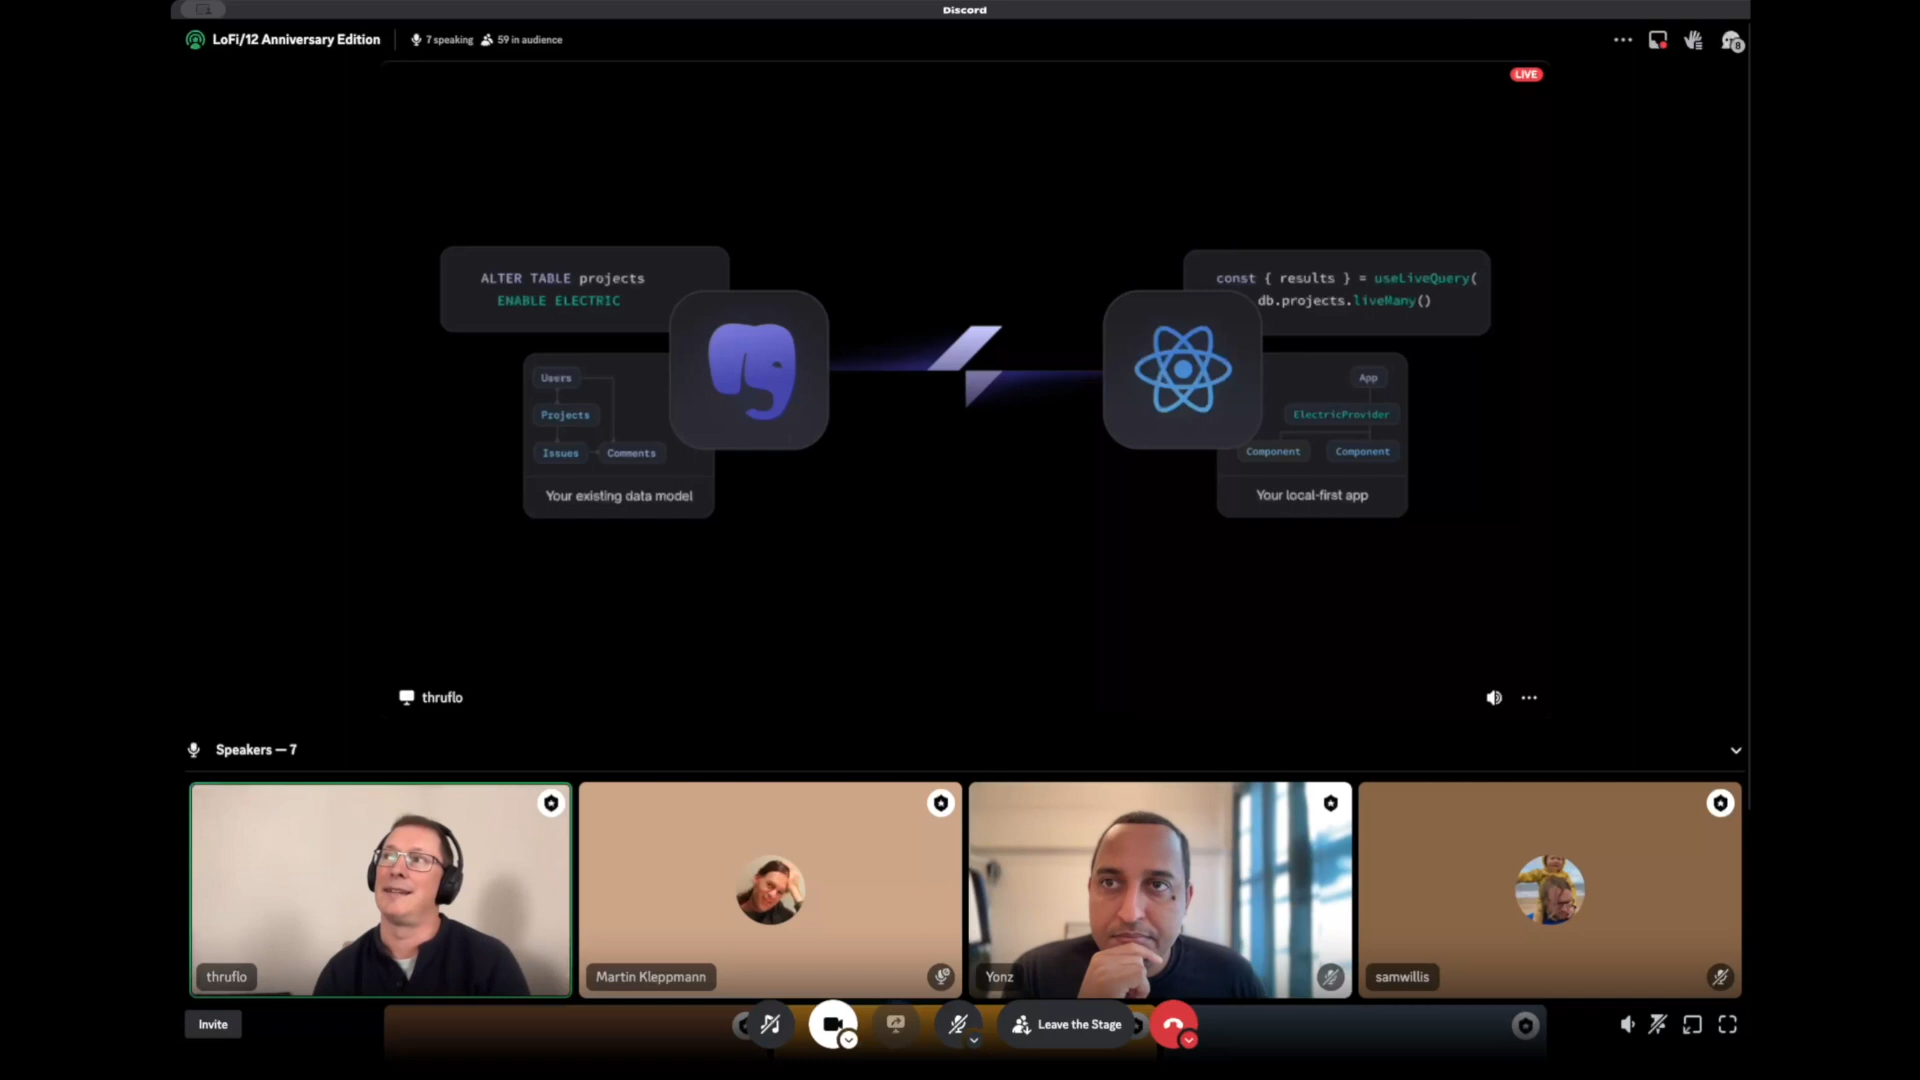 Discord
LoFi/12 Anniversary Edition
7 speaking
59 in audience
8
LIVE
ALTER TABLE projects
ENABLE ELECTRIC
const { results } = useLiveQuery(
db.projects.liveMany()
Users
Projects
Issues
Comments
Your existing data model
App
ElectricProvider
Component
Component
Your local-first app
thruflo
Speakers — 7
thruflo
Martin Kleppmann
Yonz
samwillis
Invite
Leave the Stage